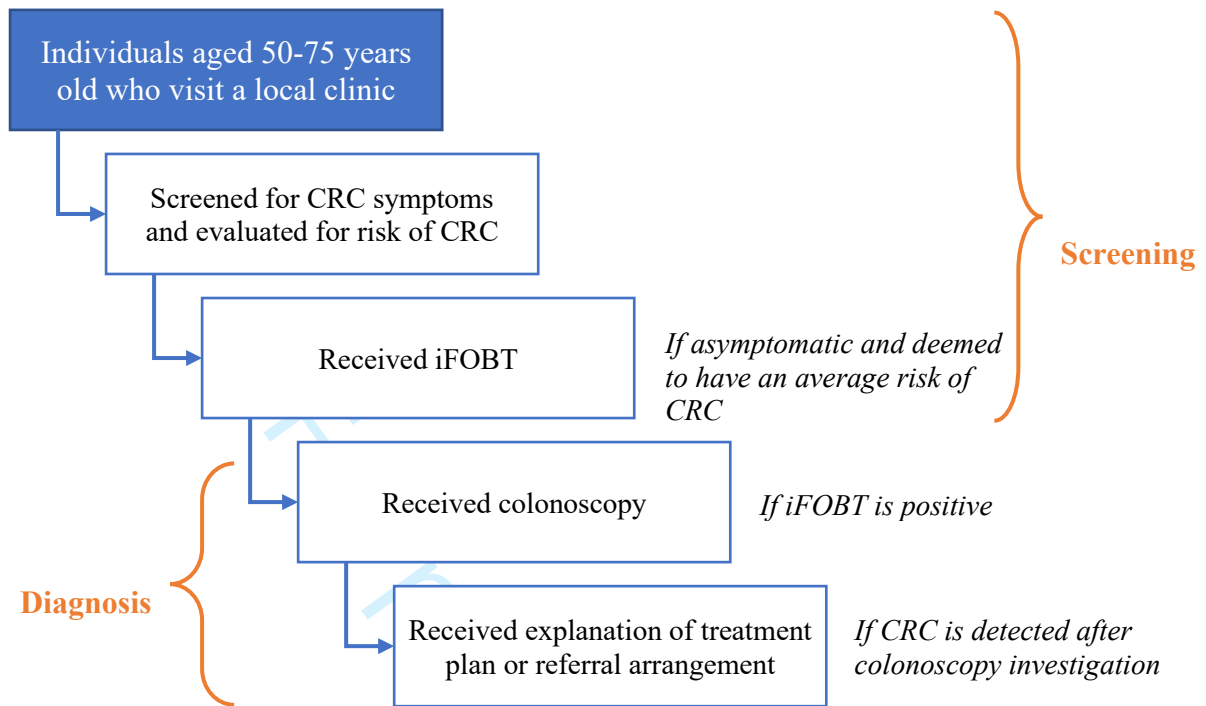 Individuals aged 50-75 years
old who visit a local clinic
Screened for CRC symptoms
and evaluated for risk of CRC
Screening
Received iFOBT
If asymptomatic and deemed
to have an average risk of
CRC
Received colonoscopy
If iFOBT is positive
Diagnosis
Received explanation of treatment
plan or referral arrangement
If CRC is detected after
colonoscopy investigation